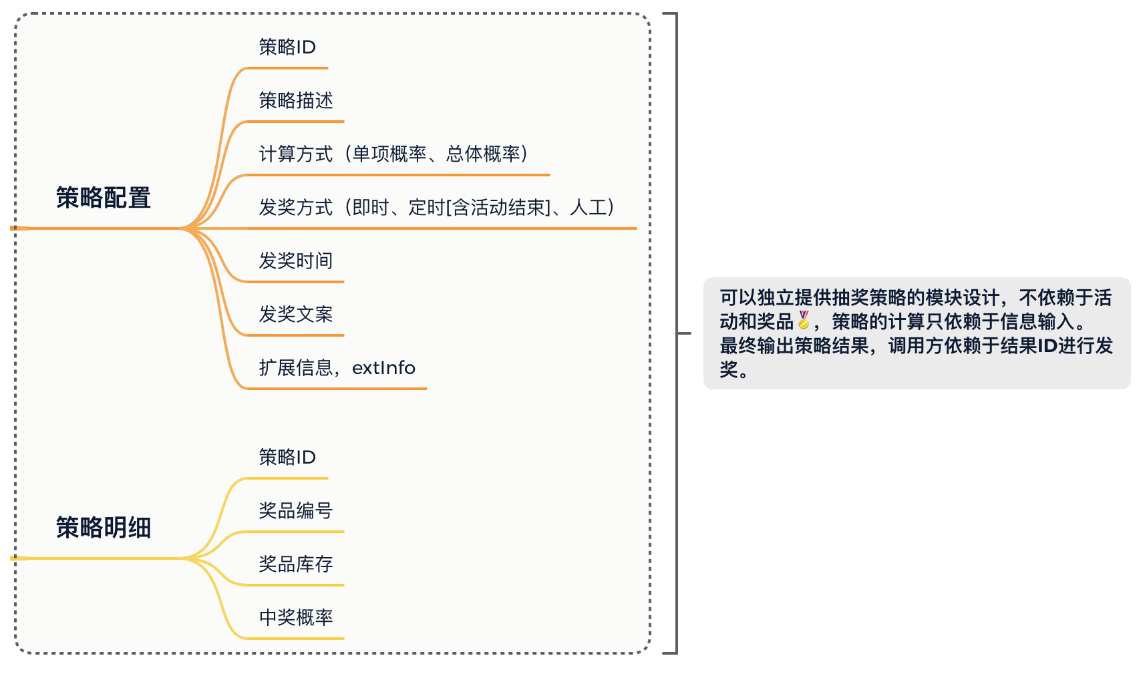 策略配置
策略ID
策略描述
计算方式（单项概率、总体概率）
发奖方式（即时、定时[含活动结束]、人工）
发奖时间
发奖文案
扩展信息，extInfo
策略明细
策略ID
奖品编号
奖品库存
中奖概率
可以独立提供抽奖策略的模块设计，不依赖于活
动和奖品🏅，策略的计算只依赖于信息输入。
最终输出策略结果，调用方依赖于结果ID进行发
奖。